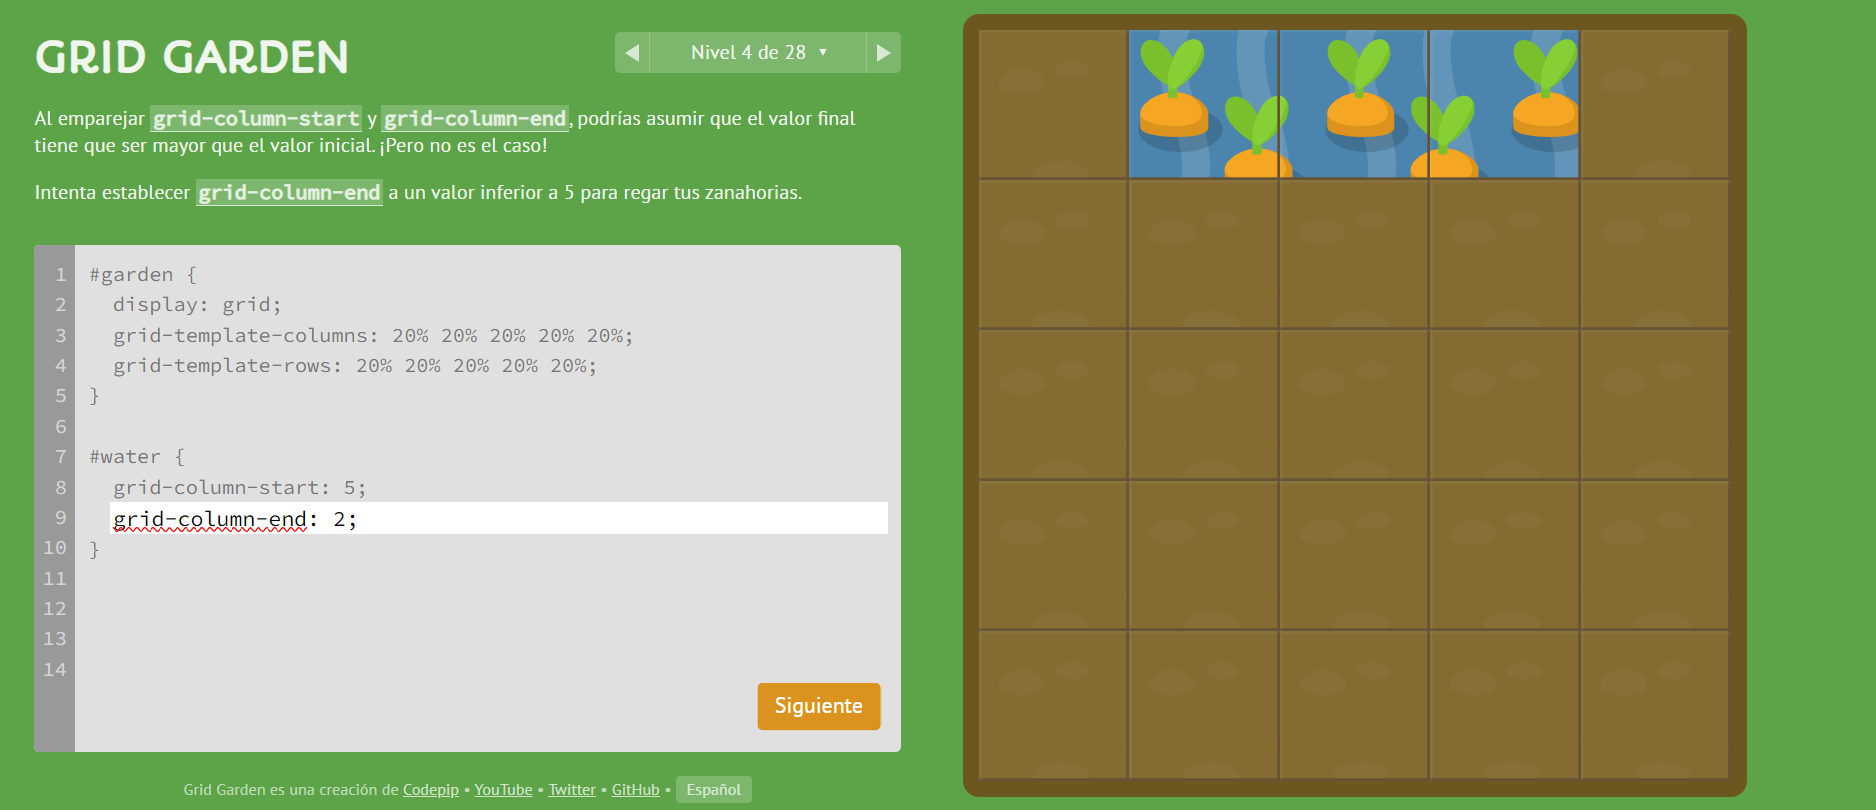 GRID GARDEN
◀ Nivel 4 de 28 ▼ ▶
Al emparejar grid-column-start y grid-column-end, podrías asumir que el valor final
tiene que ser mayor que el valor inicial. ¡Pero no es el caso!
Intenta establecer grid-column-end a un valor inferior a 5 para regar tus zanahorias.
1 #garden {
2   display: grid;
3   grid-template-columns: 20% 20% 20% 20% 20%;
4   grid-template-rows: 20% 20% 20% 20% 20%;
5 }
6
7 #water {
8   grid-column-start: 5;
9   grid-column-end: 2;
10 }
11
12
13
14
Siguiente
Grid Garden es una creación de Codepip • YouTube • Twitter • GitHub • Español